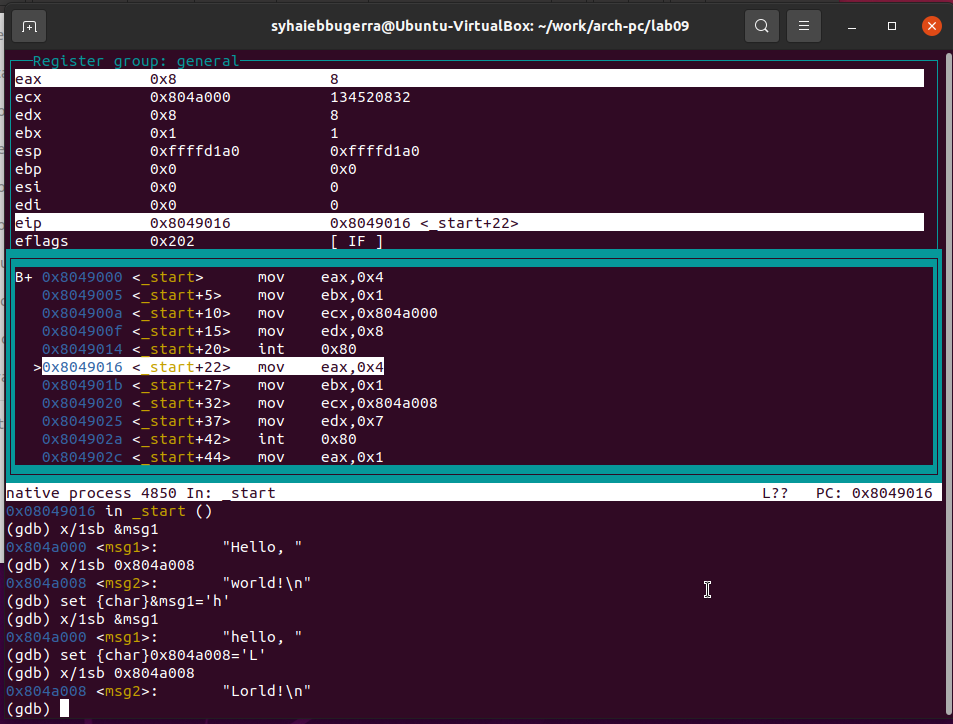 syhaiebbugerra@Ubuntu-VirtualBox: ~/work/arch-pc/lab09
Register group: general
eax 0x8 8
ecx 0x804a000 134520832
edx 0x8 8
ebx 0x1 1
esp 0xffffd1a0 0xffffd1a0
ebp 0x0 0x0
esi 0x0 0
edi 0x0 0
eip 0x8049016 0x8049016 <_start+22>
eflags 0x202 [ IF ]
B+ 0x8049000 <_start> mov eax,0x4
0x8049005 <_start+5> mov ebx,0x1
0x804900a <_start+10> mov ecx,0x804a000
0x804900f <_start+15> mov edx,0x8
0x8049014 <_start+20> int 0x80
>0x8049016 <_start+22> mov eax,0x4
0x804901b <_start+27> mov ebx,0x1
0x8049020 <_start+32> mov ecx,0x804a008
0x8049025 <_start+37> mov edx,0x7
0x804902a <_start+42> int 0x80
0x804902c <_start+44> mov eax,0x1
native process 4850 In: _start L?? PC: 0x8049016
0x08049016 in _start ()
(gdb) x/1sb &msg1
0x804a000 <msg1>: "Hello, "
(gdb) x/1sb 0x804a008
0x804a008 <msg2>: "world!\n"
(gdb) set {char}&msg1='h'
(gdb) x/1sb &msg1
0x804a000 <msg1>: "hello, "
(gdb) set {char}0x804a008='L'
(gdb) x/1sb 0x804a008
0x804a008 <msg2>: "Lorld!\n"
(gdb)